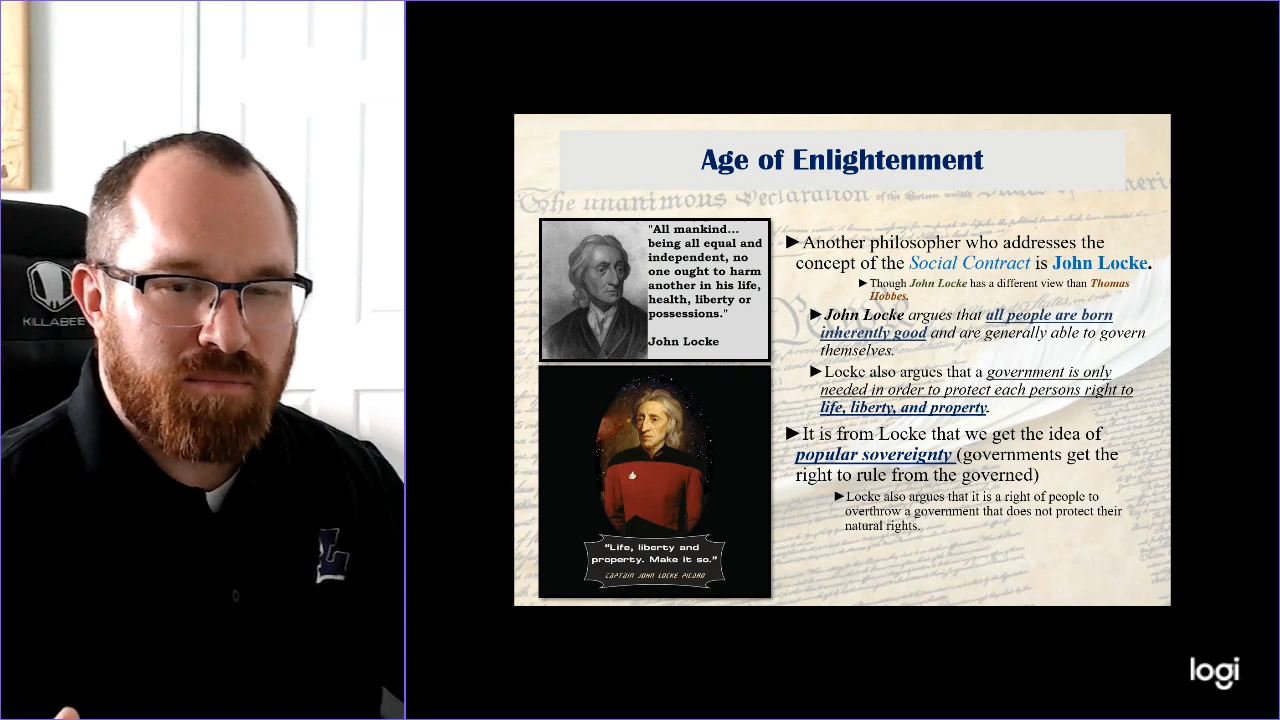 KILLABEE
L
Age of Enlightenment
The unanimous Declaration of the thirteen united States of America
"All mankind...
being all equal and
independent, no
one ought to harm
another in his life,
health, liberty or
possessions."
John Locke
"Life, liberty and
property. Make it so."
CAPTAIN JOHN LOCKE PICARD
►Another philosopher who addresses the
concept of the Social Contract is John Locke.
►Though John Locke has a different view than Thomas
Hobbes.
►John Locke argues that all people are born
inherently good and are generally able to govern
themselves.
►Locke also argues that a government is only
needed in order to protect each persons right to
life, liberty, and property.
►It is from Locke that we get the idea of
popular sovereignty (governments get the
right to rule from the governed)
►Locke also argues that it is a right of people to
overthrow a government that does not protect their
natural rights.
logi